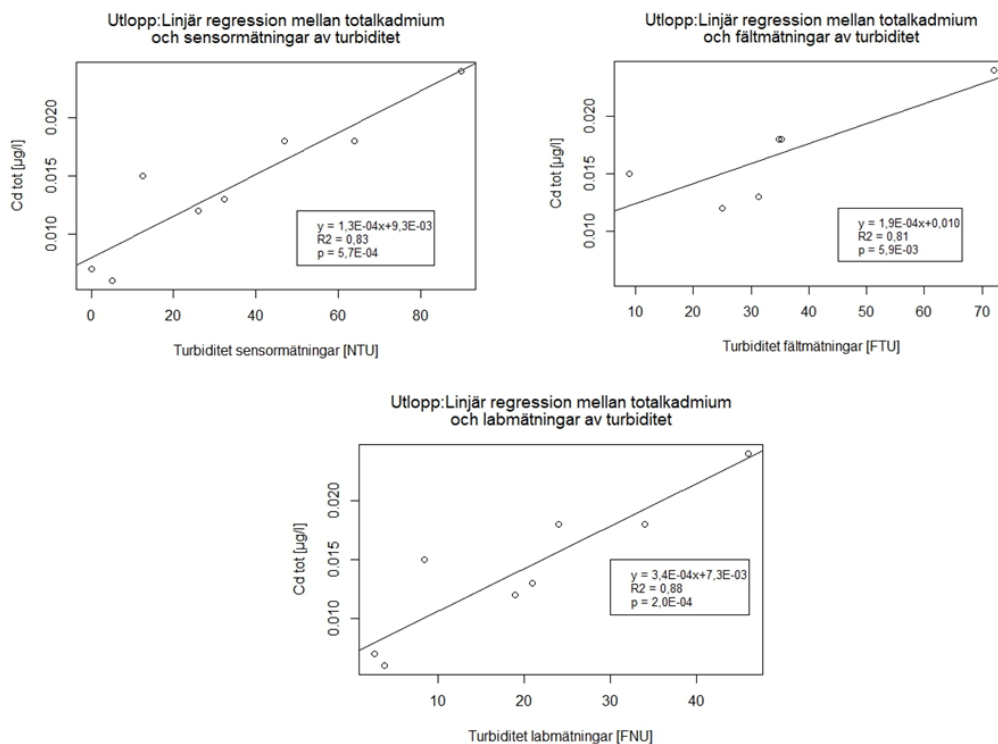 Utlopp:Linjär regression mellan totalkadmium
och sensormätningar av turbiditet
Cd tot [µg/l]
0.020
0.015
0.010
y = 1,3E-04x+9,3E-03
R2 = 0,83
p = 5,7E-04
0 20 40 60 80
Turbiditet sensormätningar [NTU]
Utlopp:Linjär regression mellan totalkadmium
och fältmätningar av turbiditet
Cd tot [µg/l]
0.020
0.015
0.010
y = 1,9E-04x+0,010
R2 = 0,81
p = 5,9E-03
10 20 30 40 50 60 70
Turbiditet fältmätningar [FTU]
Utlopp:Linjär regression mellan totalkadmium
och labmätningar av turbiditet
Cd tot [µg/l]
0.020
0.015
0.010
y = 3,4E-04x+7,3E-03
R2 = 0,88
p = 2,0E-04
10 20 30 40
Turbiditet labmätningar [FNU]